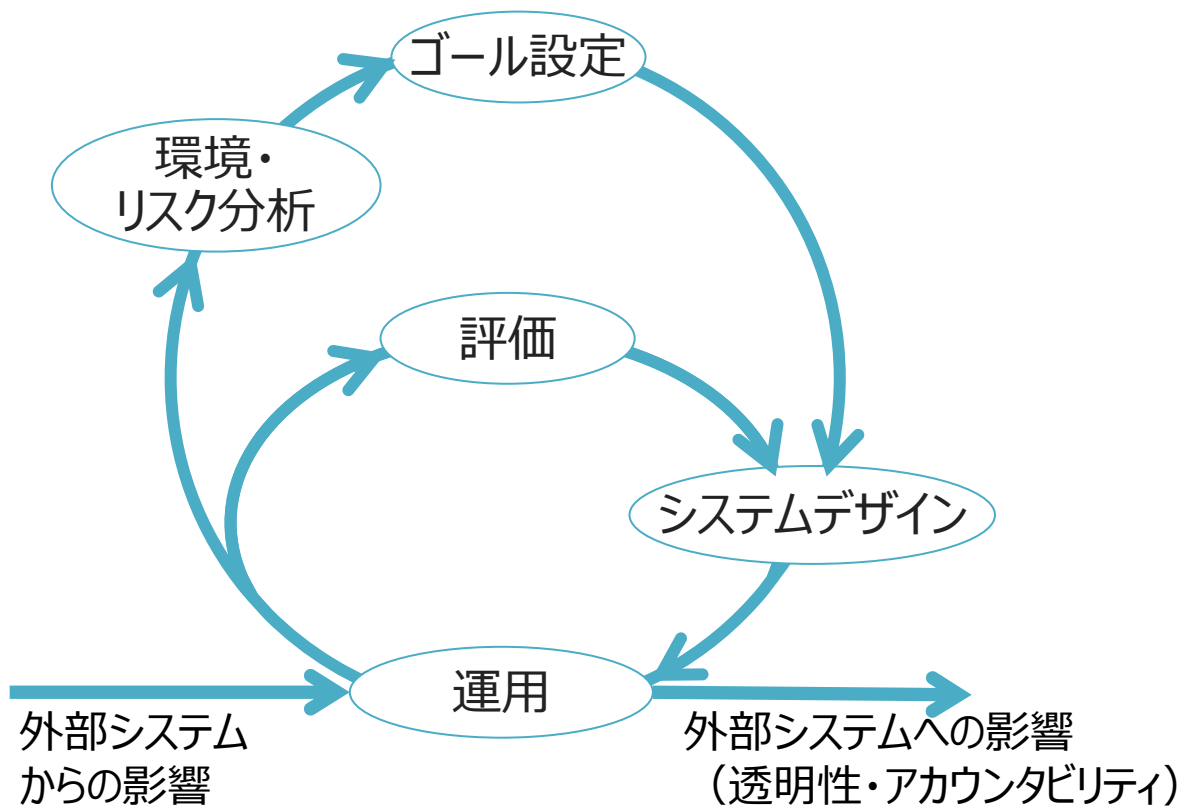 ゴール設定
環境・
リスク分析
評価
システムデザイン
運用
外部システム
からの影響
外部システムへの影響
（透明性・アカウンタビリティ）